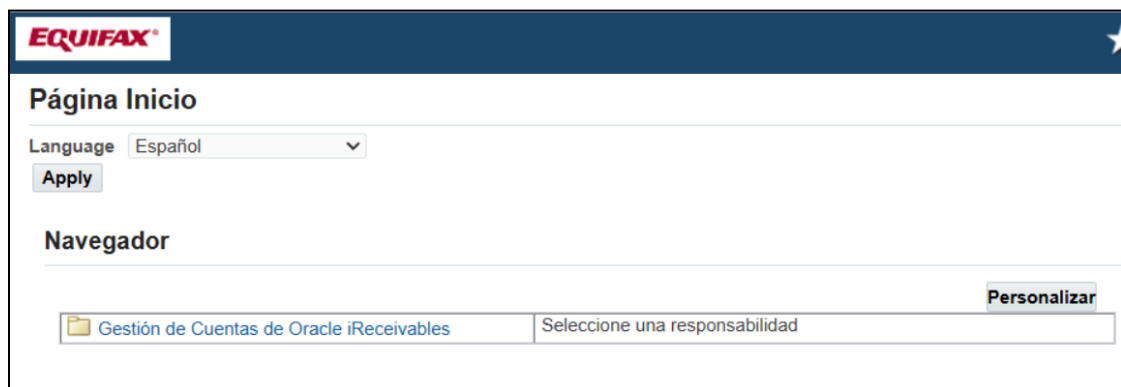 EQUIFAX®
Página Inicio
Language Español
Apply
Navegador
Personalizar
Gestión de Cuentas de Oracle iReceivables Seleccione una responsabilidad